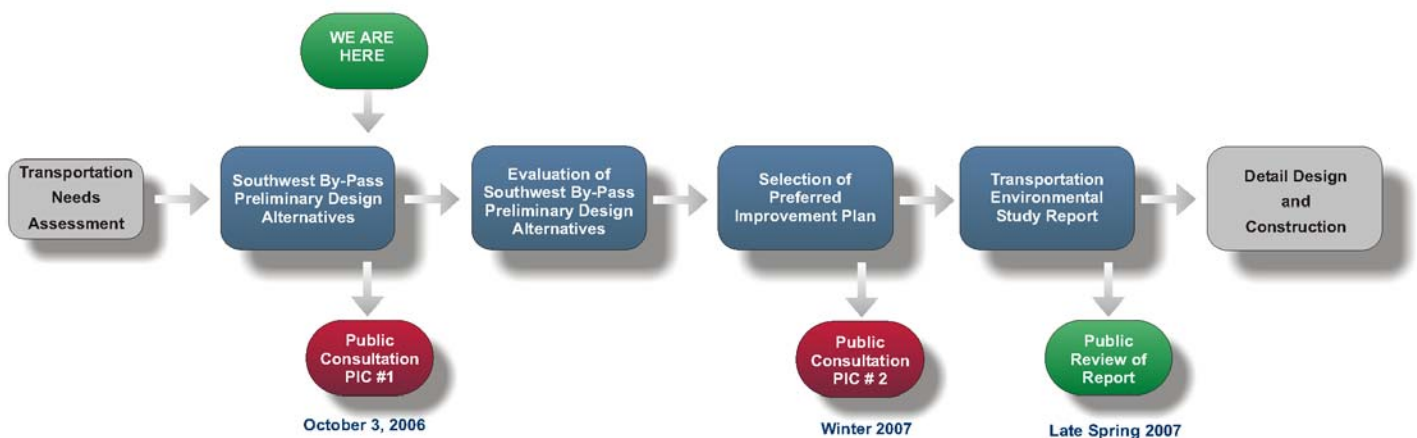 WE ARE
HERE
Transportation
Needs
Assessment
Southwest By-Pass
Preliminary Design
Alternatives
Evaluation of
Southwest By-Pass
Preliminary Design
Alternatives
Selection of
Preferred
Improvement Plan
Transportation
Environmental
Study Report
Detail Design
and
Construction
Public
Consultation
PIC #1
Public
Consultation
PIC # 2
Public
Review of
Report
October 3, 2006
Winter 2007
Late Spring 2007